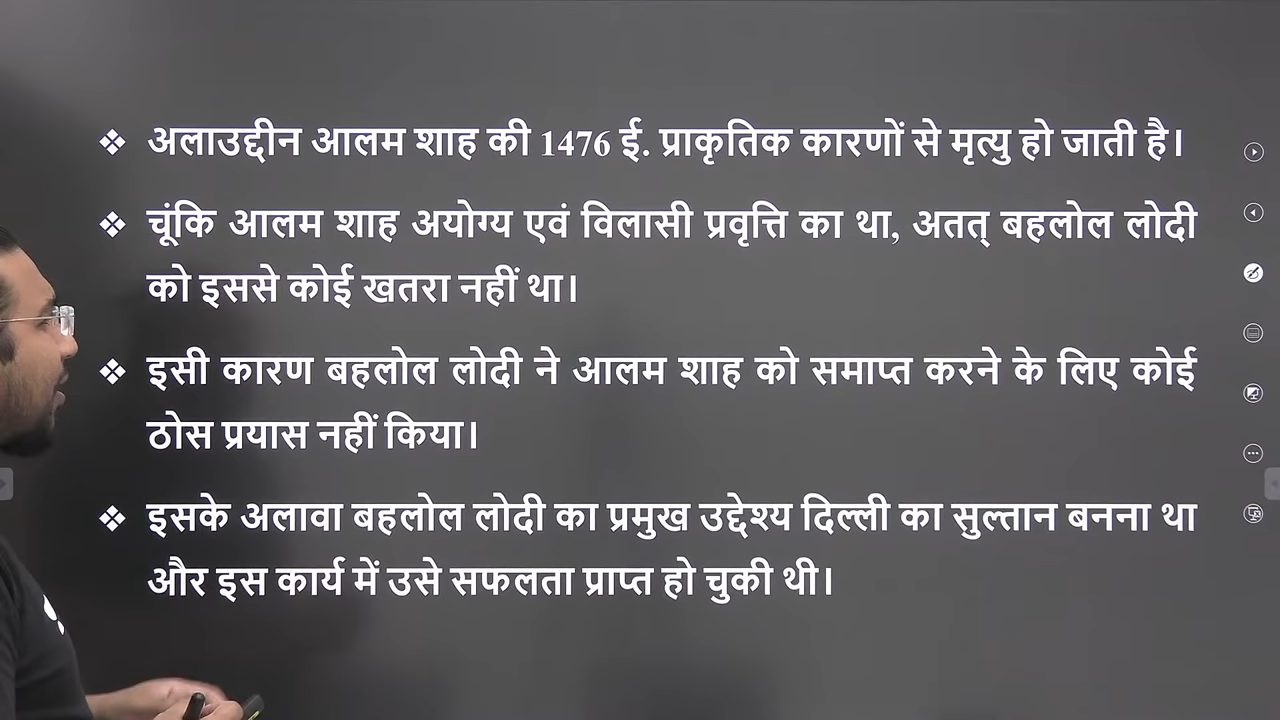 ❖ अलाउद्दीन आलम शाह की 1476 ई. प्राकृतिक कारणों से मृत्यु हो जाती है।
❖ चूंकि आलम शाह अयोग्य एवं विलासी प्रवृत्ति का था, अतत् बहलोल लोदी
को इससे कोई खतरा नहीं था।
❖ इसी कारण बहलोल लोदी ने आलम शाह को समाप्त करने के लिए कोई
ठोस प्रयास नहीं किया।
❖ इसके अलावा बहलोल लोदी का प्रमुख उद्देश्य दिल्ली का सुल्तान बनना था
और इस कार्य में उसे सफलता प्राप्त हो चुकी थी।